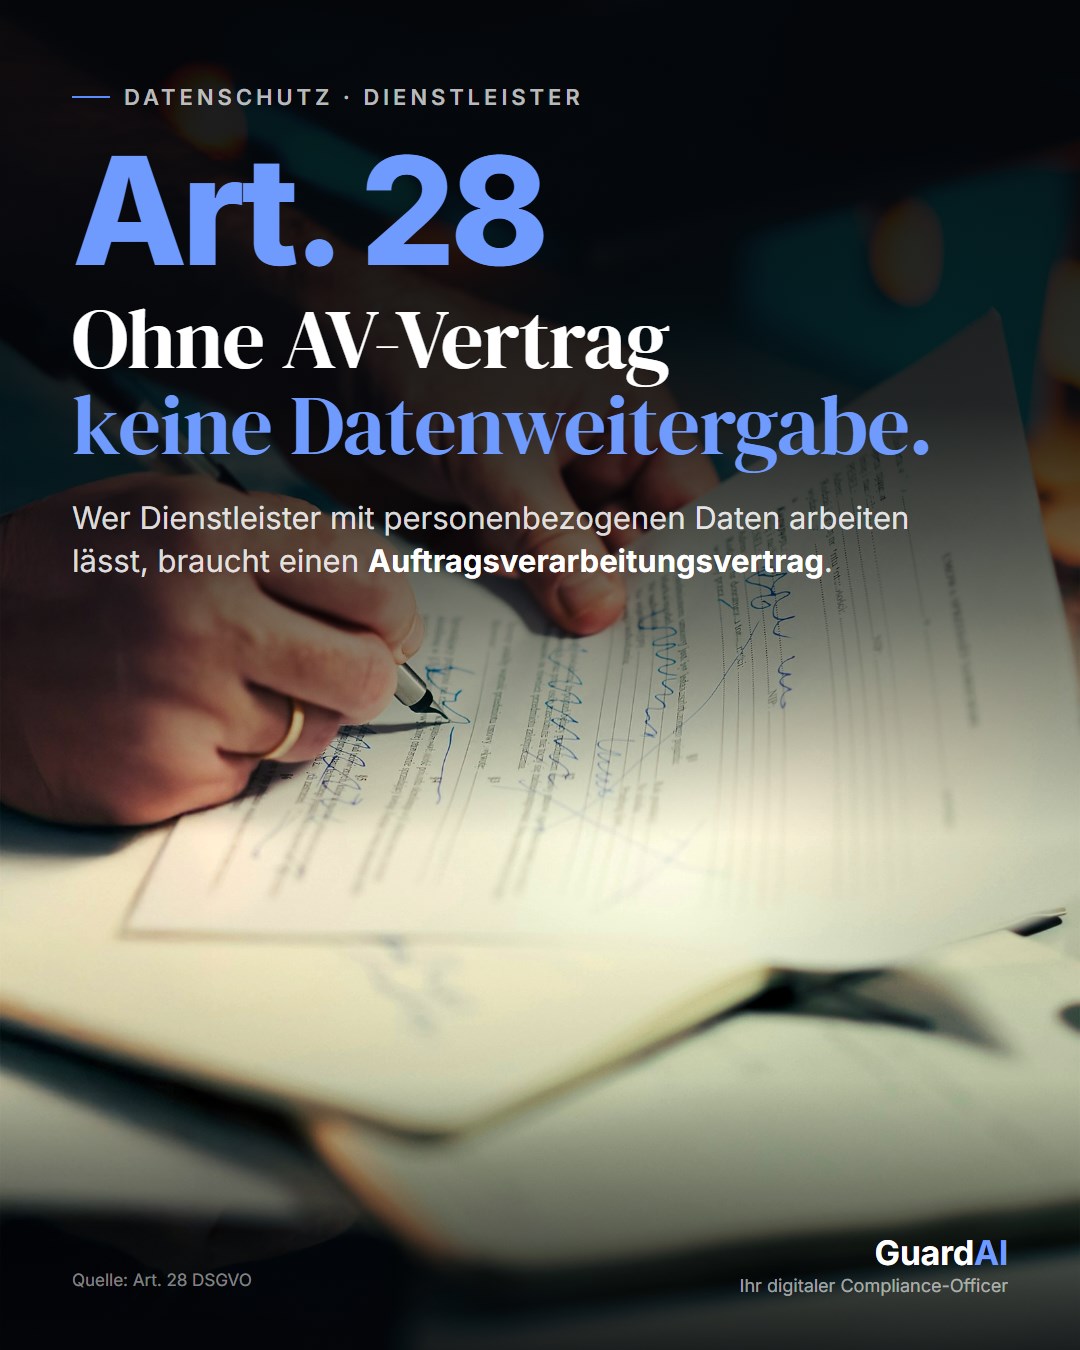 DATENSCHUTZ · DIENSTLEISTER
Art. 28
Ohne AV-Vertrag
keine Datenweitergabe.
Wer Dienstleister mit personenbezogenen Daten arbeiten
lässt, braucht einen Auftragsverarbeitungsvertrag.
GuardAI
Quelle: Art. 28 DSGVO
Ihr digitaler Compliance-Officer